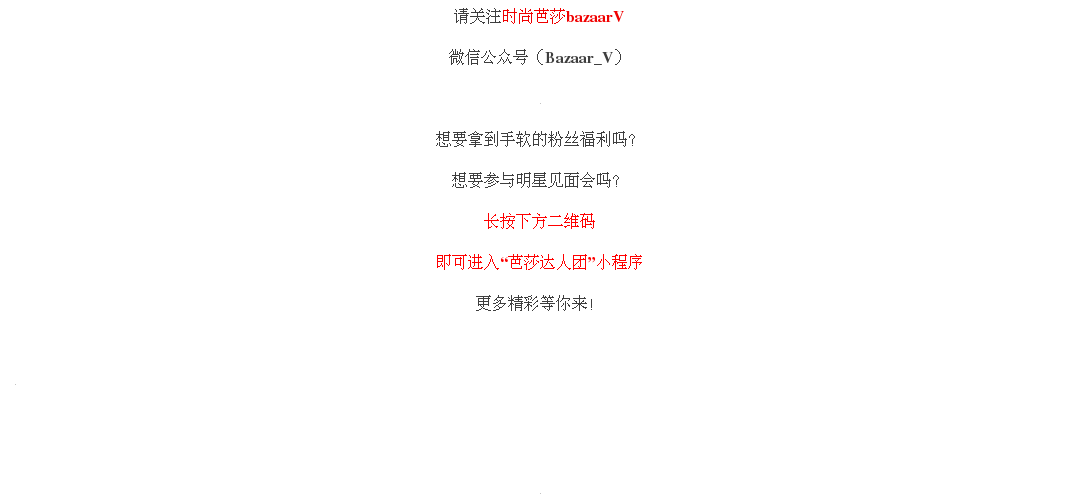 请关注时尚芭莎bazaarV
微信公众号（Bazaar_V）
想要拿到手软的粉丝福利吗?
想要参与明星见面会吗?
长按下方二维码
即可进入“芭莎达人团”小程序
更多精彩等你来!